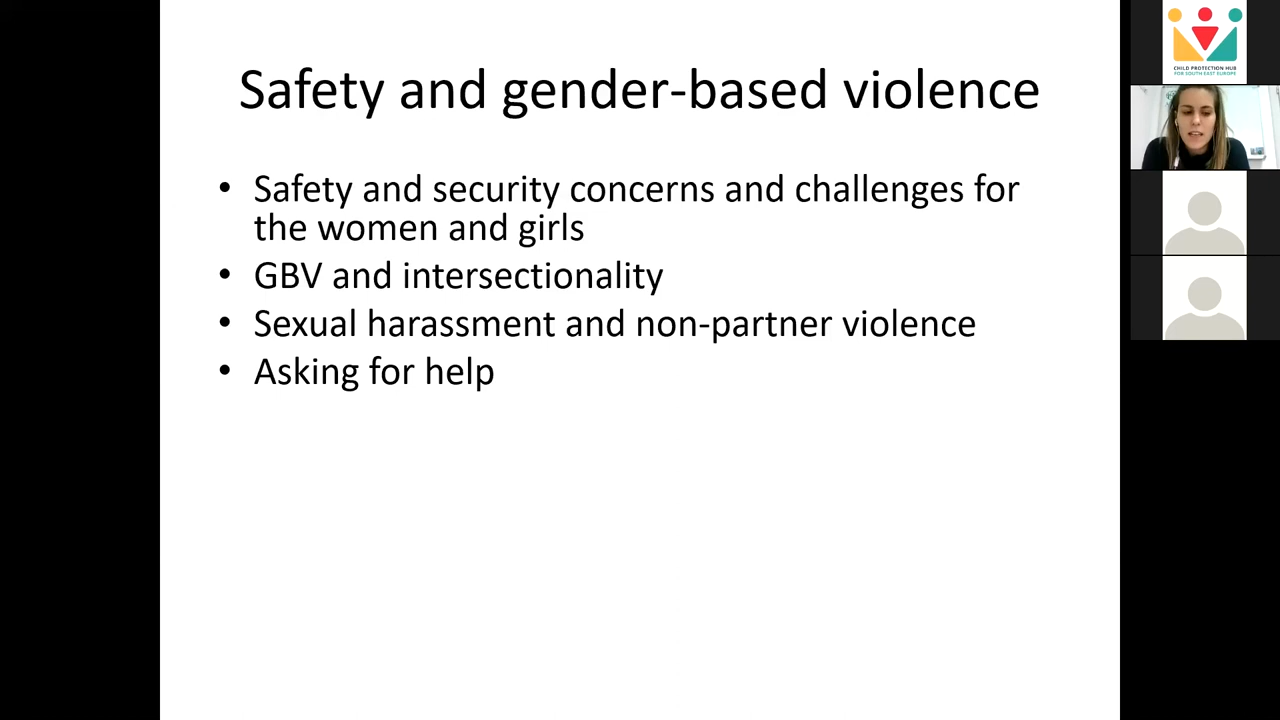 Safety and gender-based violence
• Safety and security concerns and challenges for
the women and girls
• GBV and intersectionality
• Sexual harassment and non-partner violence
• Asking for help
CHILD PROTECTION HUB
FOR SOUTH EAST EUROPE